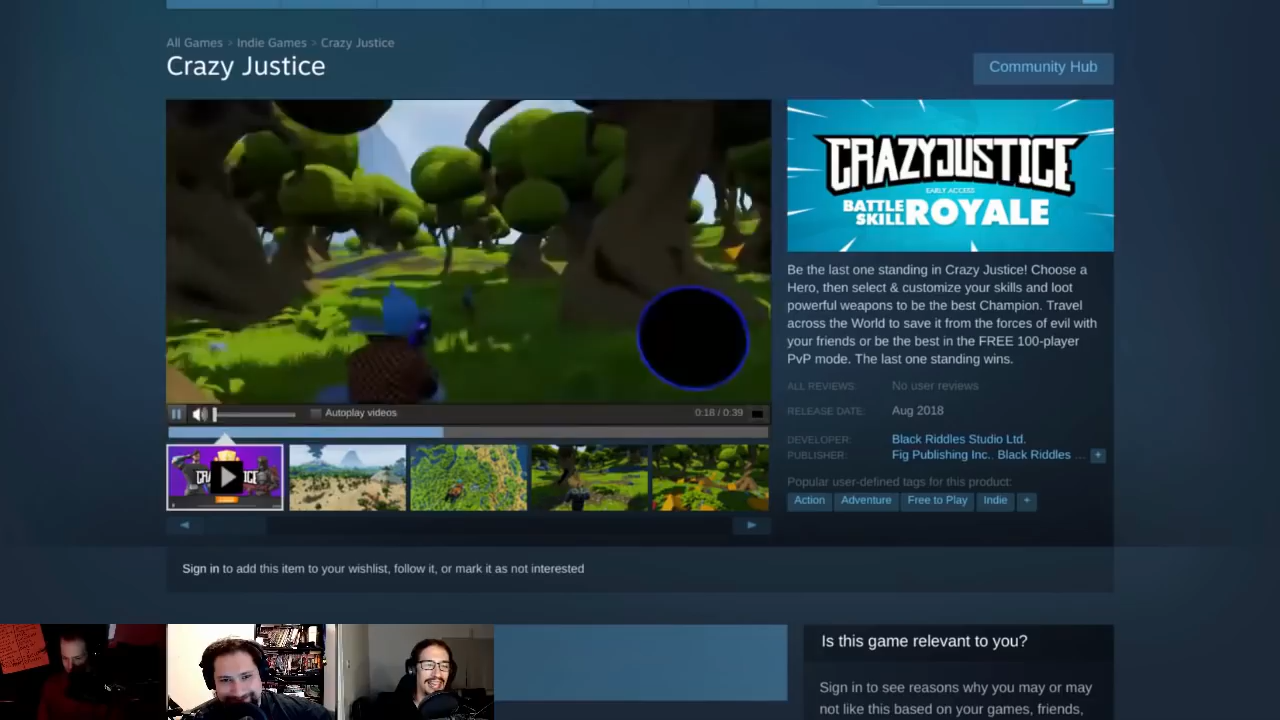 All Games > Indie Games > Crazy Justice
Crazy Justice
Community Hub
CRAZYJUSTICE
EARLY ACCESS
BATTLE
SKILL ROYALE
Be the last one standing in Crazy Justice! Choose a
Hero, then select & customize your skills and loot
powerful weapons to be the best Champion. Travel
across the World to save it from the forces of evil with
your friends or be the best in the FREE 100-player
PvP mode. The last one standing wins.
ALL REVIEWS: No user reviews
RELEASE DATE: Aug 2018
DEVELOPER: Black Riddles Studio Ltd.
PUBLISHER: Fig Publishing Inc., Black Riddles ... +
Popular user-defined tags for this product:
Action Adventure Free to Play Indie +
Autoplay videos 0:18 / 0:39
Sign in to add this item to your wishlist, follow it, or mark it as not interested
Is this game relevant to you?
Sign in to see reasons why you may or may
not like this based on your games, friends,